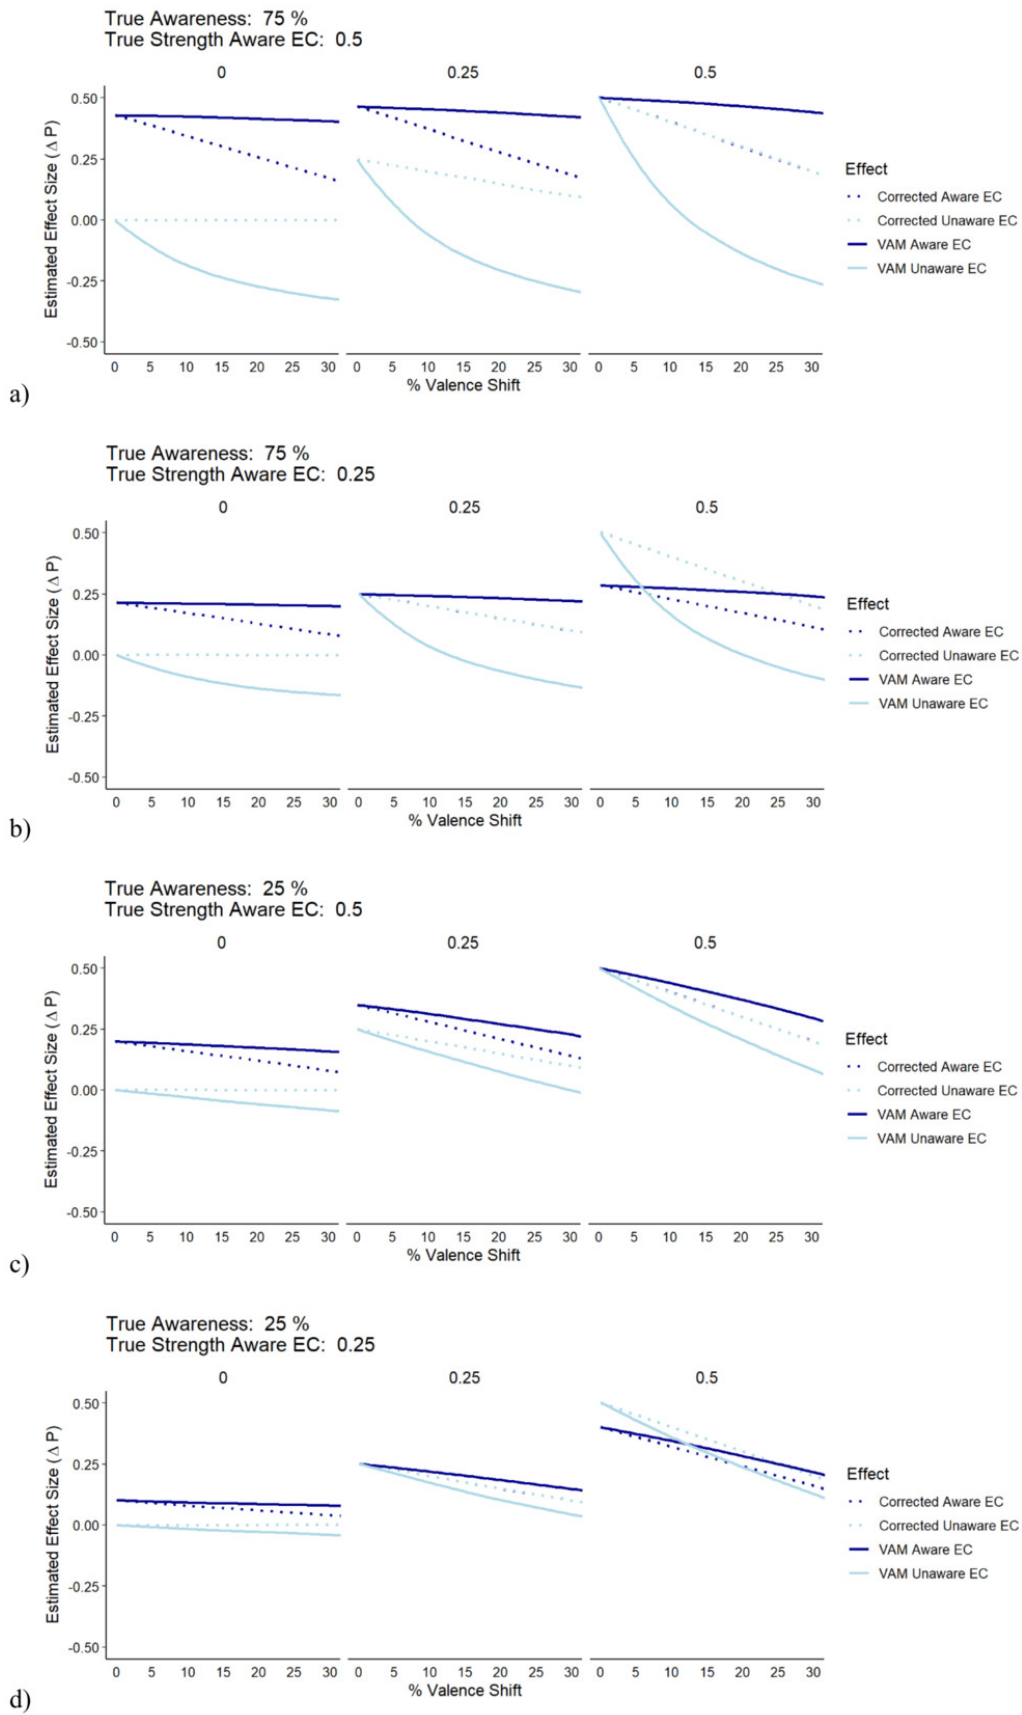 True Awareness: 75 %
True Strength Aware EC: 0.5
0 0.25 0.5
Estimated Effect Size (Δ P)
0.50
0.25
0.00
-0.25
-0.50
0 5 10 15 20 25 30 0 5 10 15 20 25 30 0 5 10 15 20 25 30
% Valence Shift
Effect
Corrected Aware EC
Corrected Unaware EC
VAM Aware EC
VAM Unaware EC
a)
True Awareness: 75 %
True Strength Aware EC: 0.25
0 0.25 0.5
Estimated Effect Size (Δ P)
0.50
0.25
0.00
-0.25
-0.50
0 5 10 15 20 25 30 0 5 10 15 20 25 30 0 5 10 15 20 25 30
% Valence Shift
Effect
Corrected Aware EC
Corrected Unaware EC
VAM Aware EC
VAM Unaware EC
b)
True Awareness: 25 %
True Strength Aware EC: 0.5
0 0.25 0.5
Estimated Effect Size (Δ P)
0.50
0.25
0.00
-0.25
-0.50
0 5 10 15 20 25 30 0 5 10 15 20 25 30 0 5 10 15 20 25 30
% Valence Shift
Effect
Corrected Aware EC
Corrected Unaware EC
VAM Aware EC
VAM Unaware EC
c)
True Awareness: 25 %
True Strength Aware EC: 0.25
0 0.25 0.5
Estimated Effect Size (Δ P)
0.50
0.25
0.00
-0.25
-0.50
0 5 10 15 20 25 30 0 5 10 15 20 25 30 0 5 10 15 20 25 30
% Valence Shift
Effect
Corrected Aware EC
Corrected Unaware EC
VAM Aware EC
VAM Unaware EC
d)